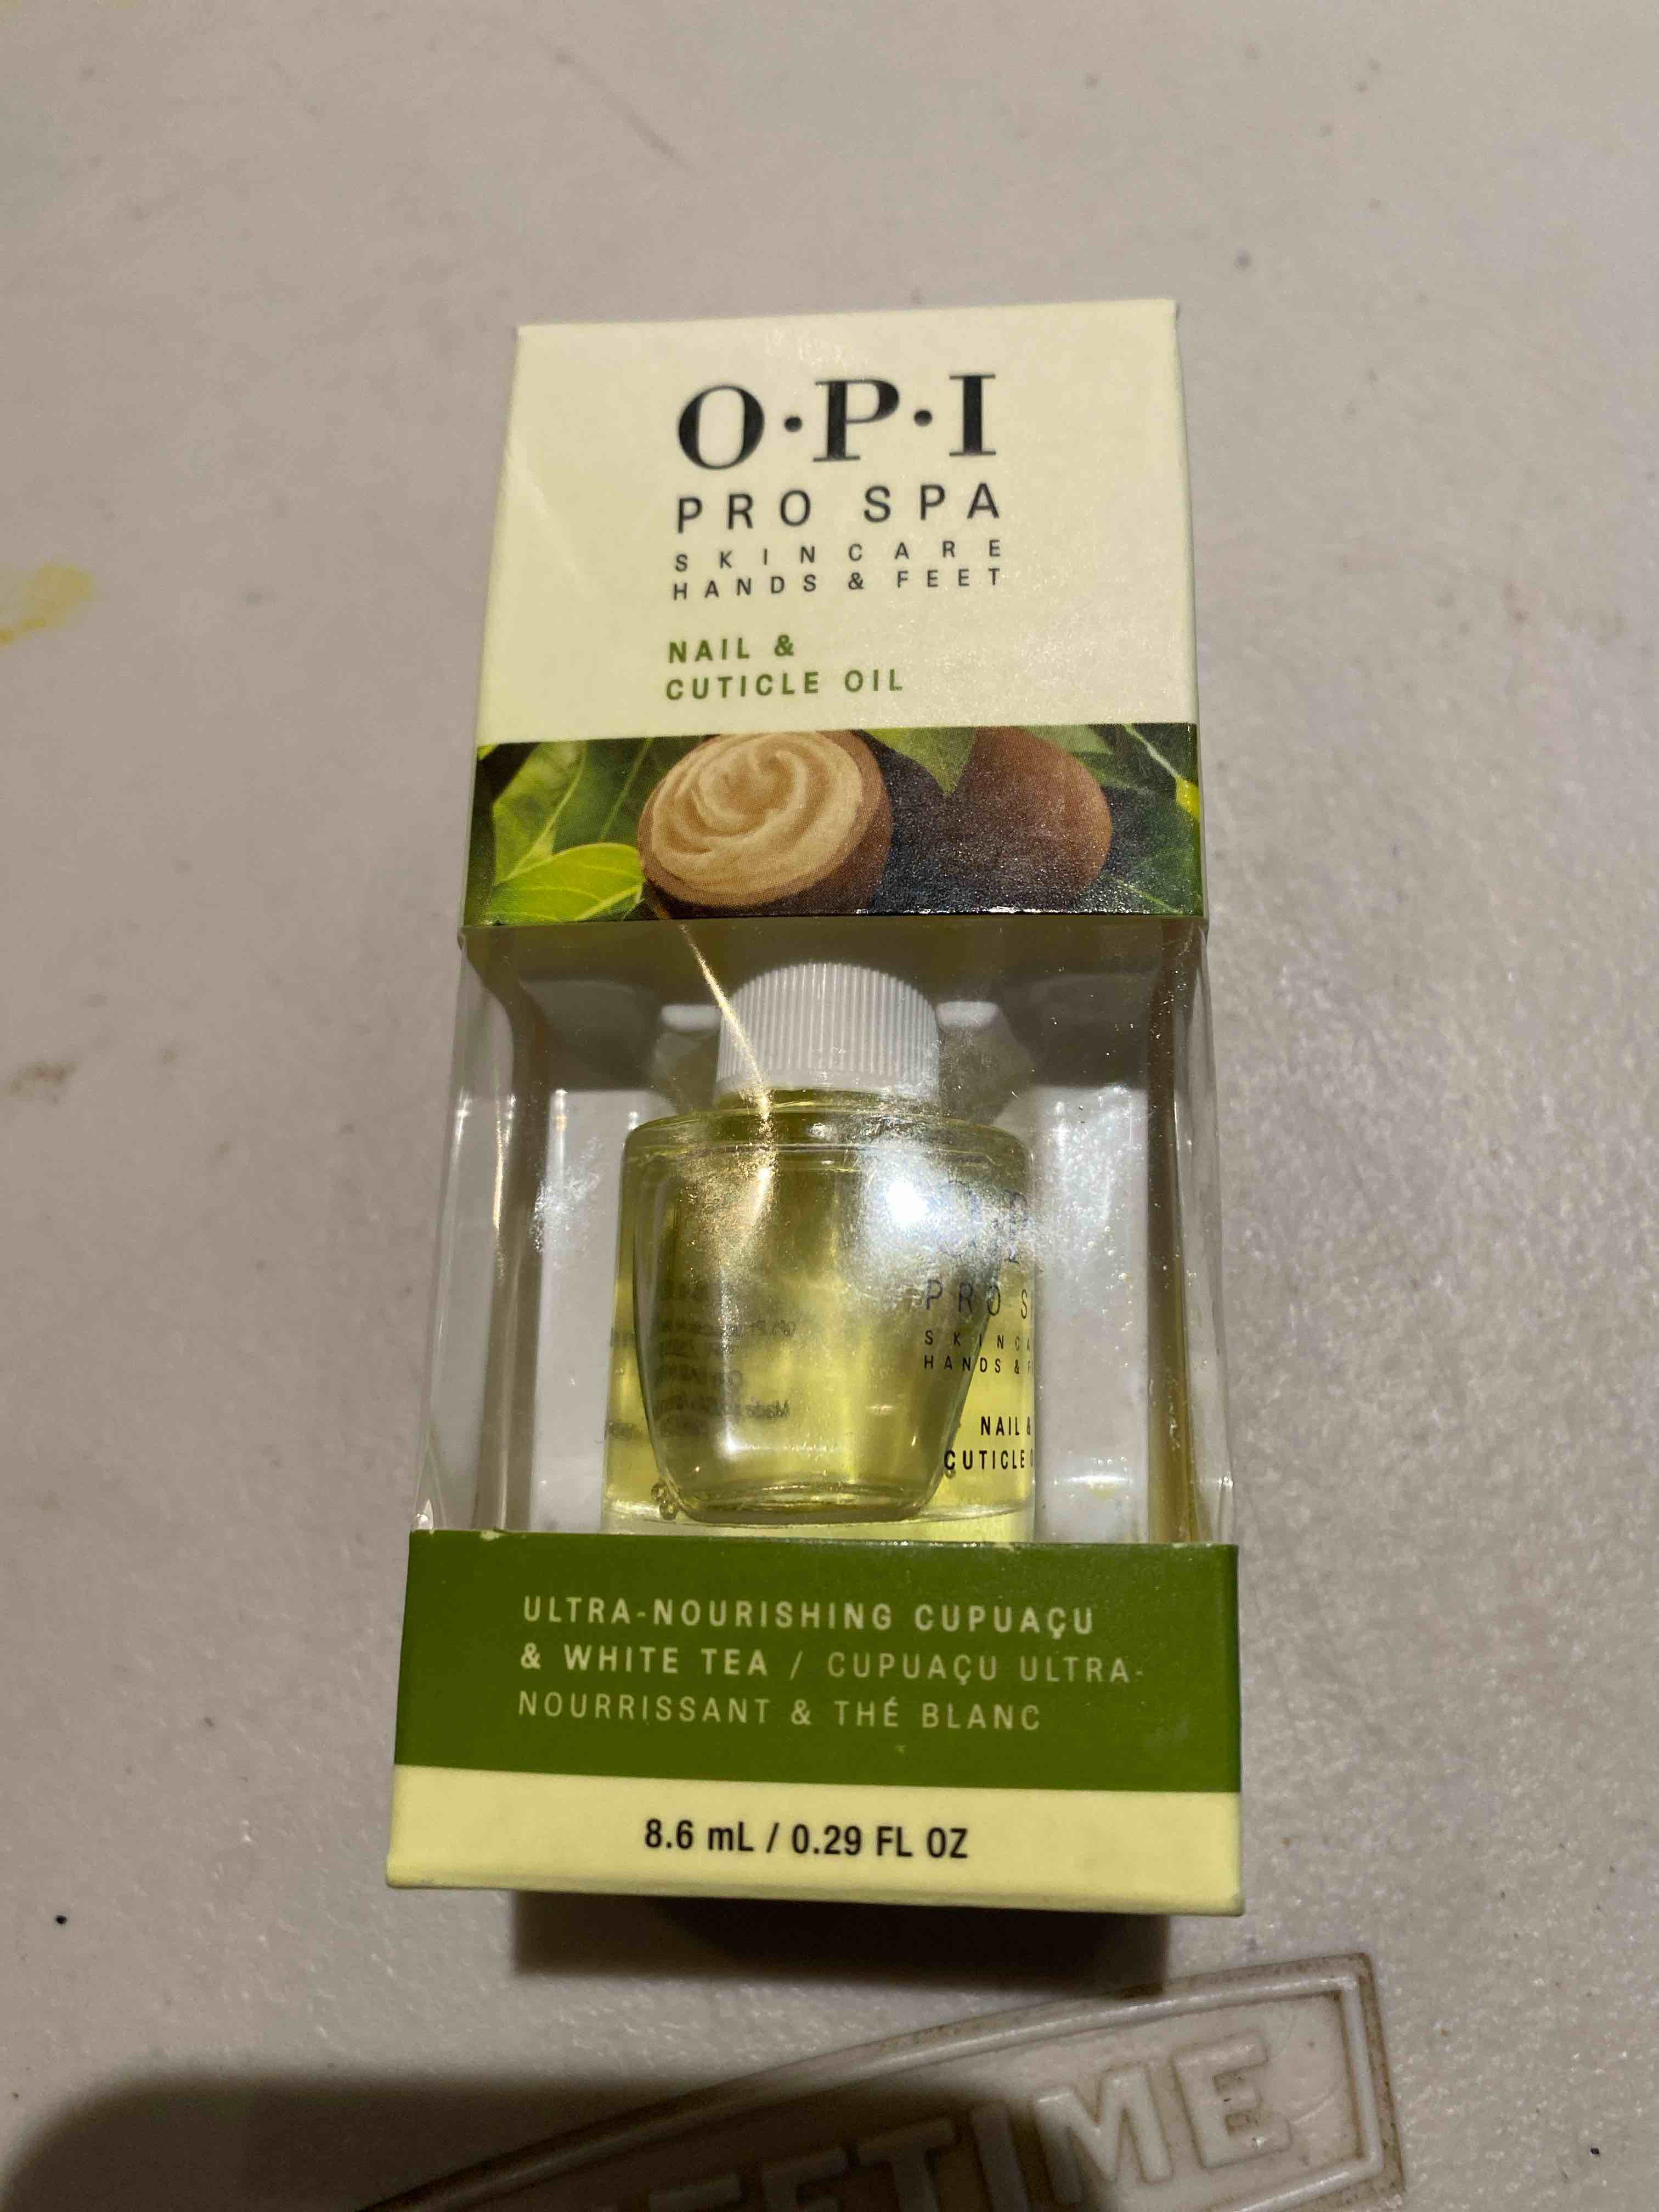 O·P·I
PRO SPA
SKINCARE
HANDS & FEET
NAIL &
CUTICLE OIL
PRO S
SKINCA
HANDS & F
NAIL &
CUTICLE
ULTRA-NOURISHING CUPUAÇU
& WHITE TEA / CUPUAÇU ULTRA-
NOURRISSANT & THÉ BLANC
8.6 mL / 0.29 FL OZ
ETIME